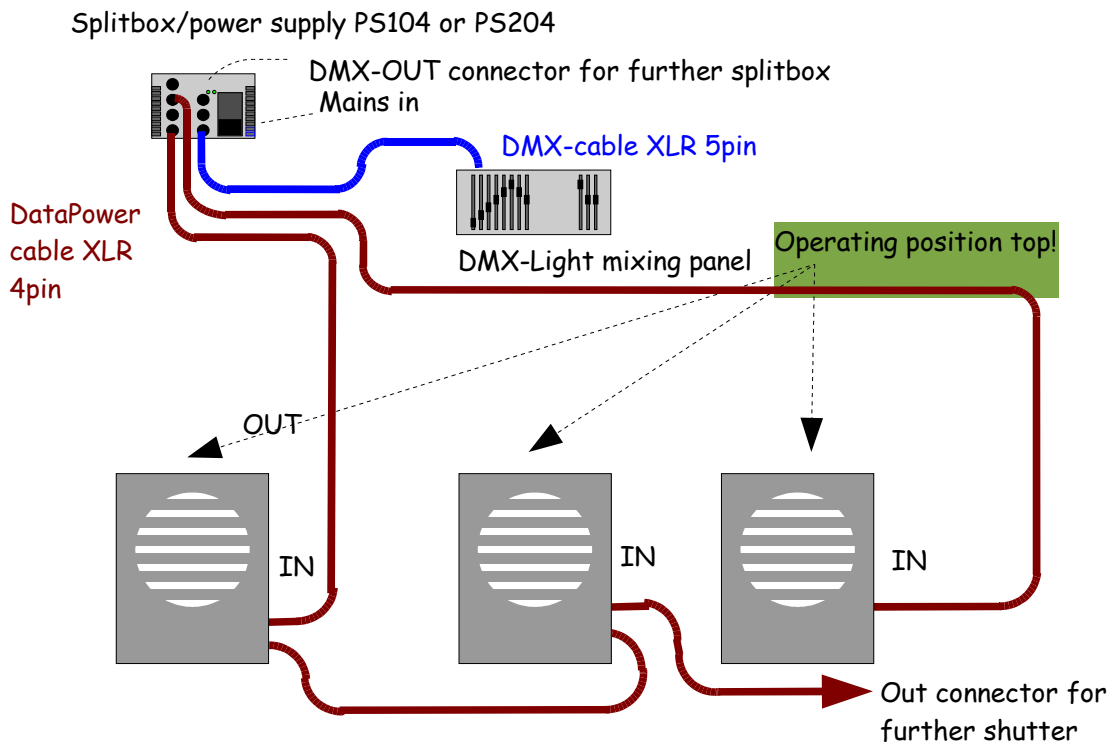 Splitbox/power supply PS104 or PS204
DMX-OUT connector for further splitbox
Mains in
DMX-cable XLR 5pin
DataPower
cable XLR
4pin
DMX-Light mixing panel
Operating position top!
OUT
IN
IN
IN
Out connector for
further shutter